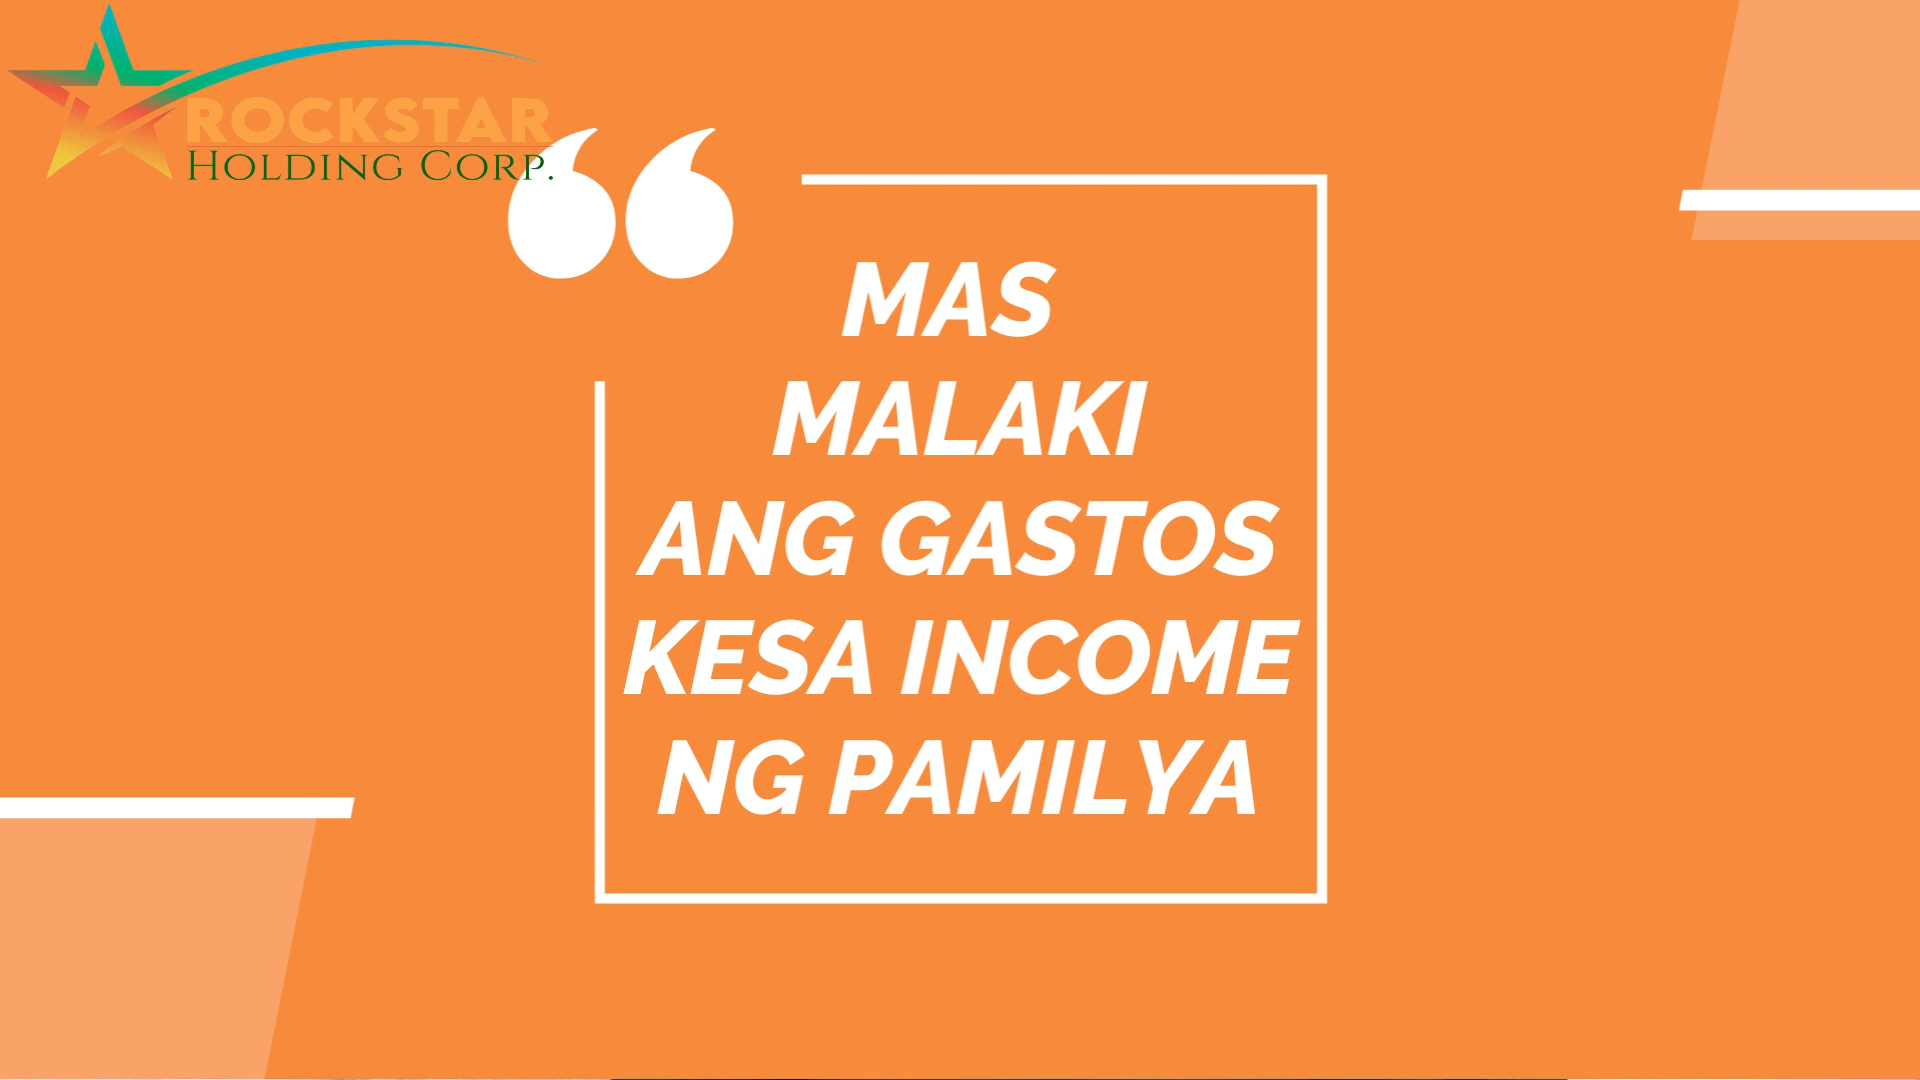 ROCKSTAR
HOLDING CORP.
MAS
MALAKI
ANG GASTOS
KESA INCOME
NG PAMILYA